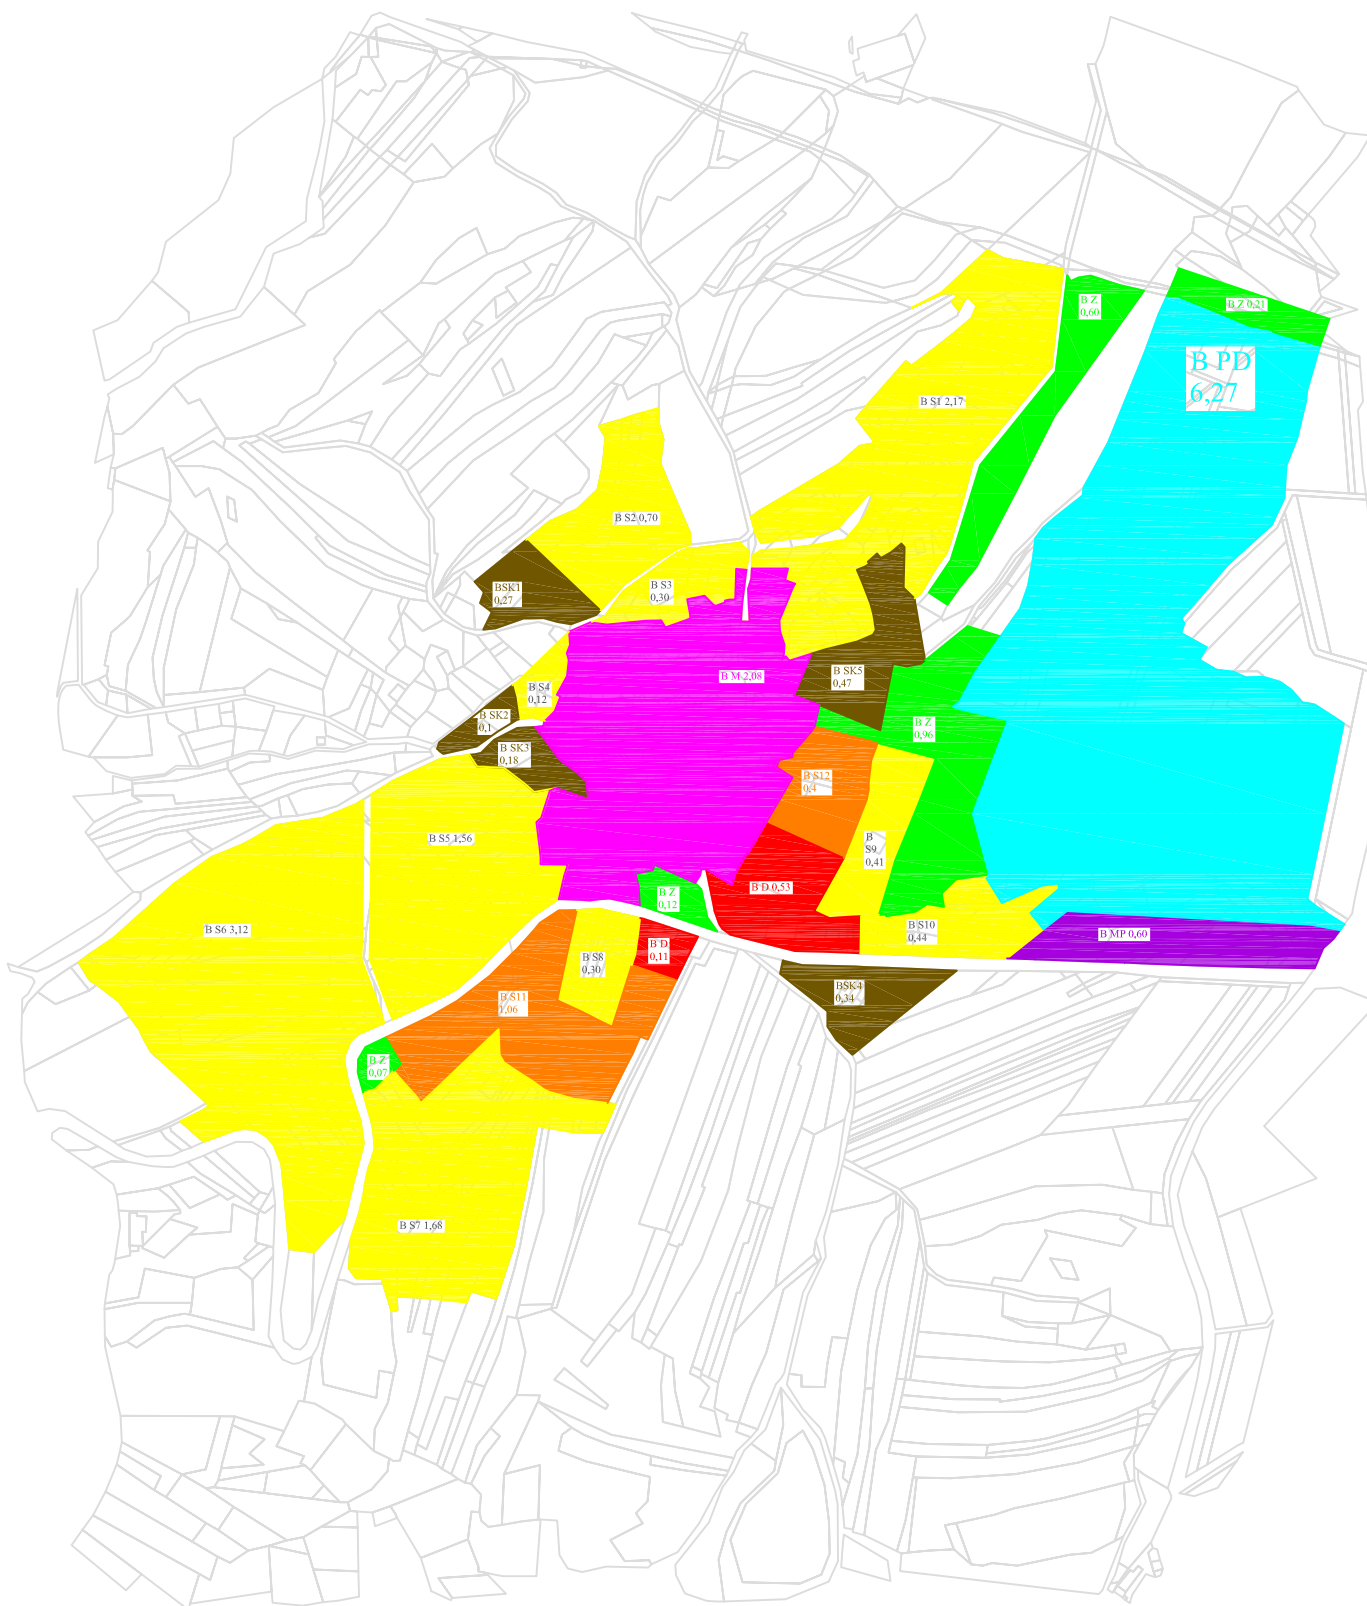 B Z
0,60
B Z 0,21
B PD
6,27
B S1 2,17
B S2 0,70
BSK1
0,27
B S3
0,30
B M 2,08
B SK5
0,47
B S4
0,12
B SK2
0,1
B SK3
0,18
B Z
0,96
B S12
0,4
B S5 1,56
B
S9
0,41
B Z
0,12
B D 0,53
B S6 3,12
B S10
0,44
B MP 0,60
B D
0,11
B S8
0,30
BSK4
0,34
B S11
1,06
B Z
0,07
B S7 1,68